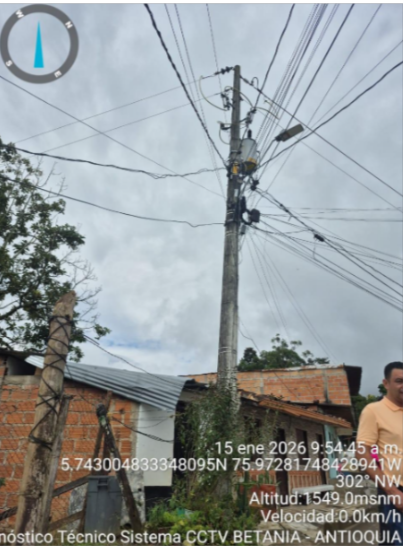 15 ene 2026 9:54:45 a.m.
5.743004833348095N 75.97281748428941W
302° NW
Altitud:1549.0msnm
Velocidad:0.0km/h
nóstico Técnico Sistema CCTV BETANIA - ANTIOQUIA